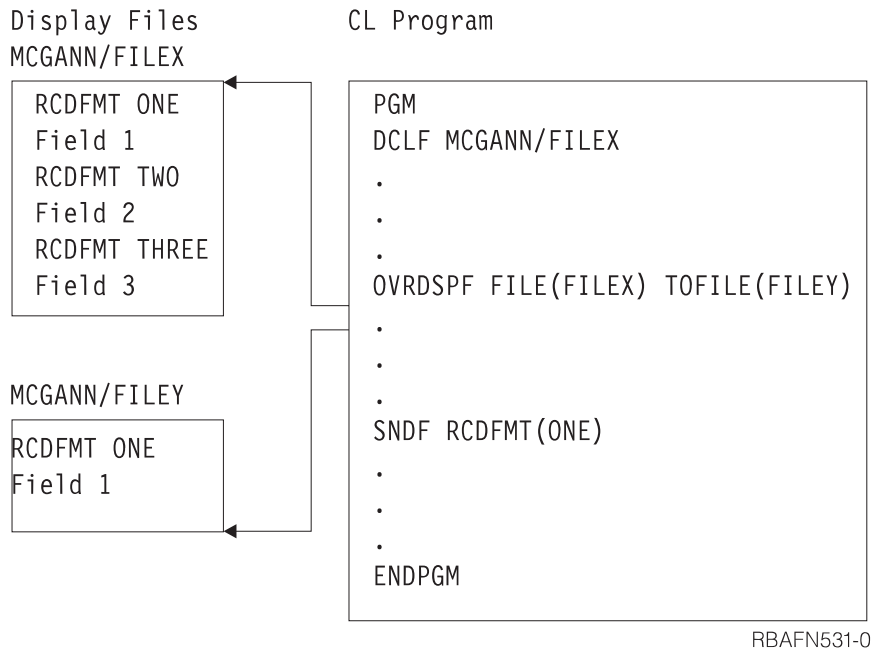 Display Files
MCGANN/FILEX
RCDFMT ONE
Field 1
RCDFMT TWO
Field 2
RCDFMT THREE
Field 3
MCGANN/FILEY
RCDFMT ONE
Field 1
CL Program
PGM
DCLF MCGANN/FILEX
.
.
.
OVRDSPF FILE(FILEX) TOFILE(FILEY)
.
.
.
SNDF RCDFMT(ONE)
.
.
.
ENDPGM
RBAFN531-0